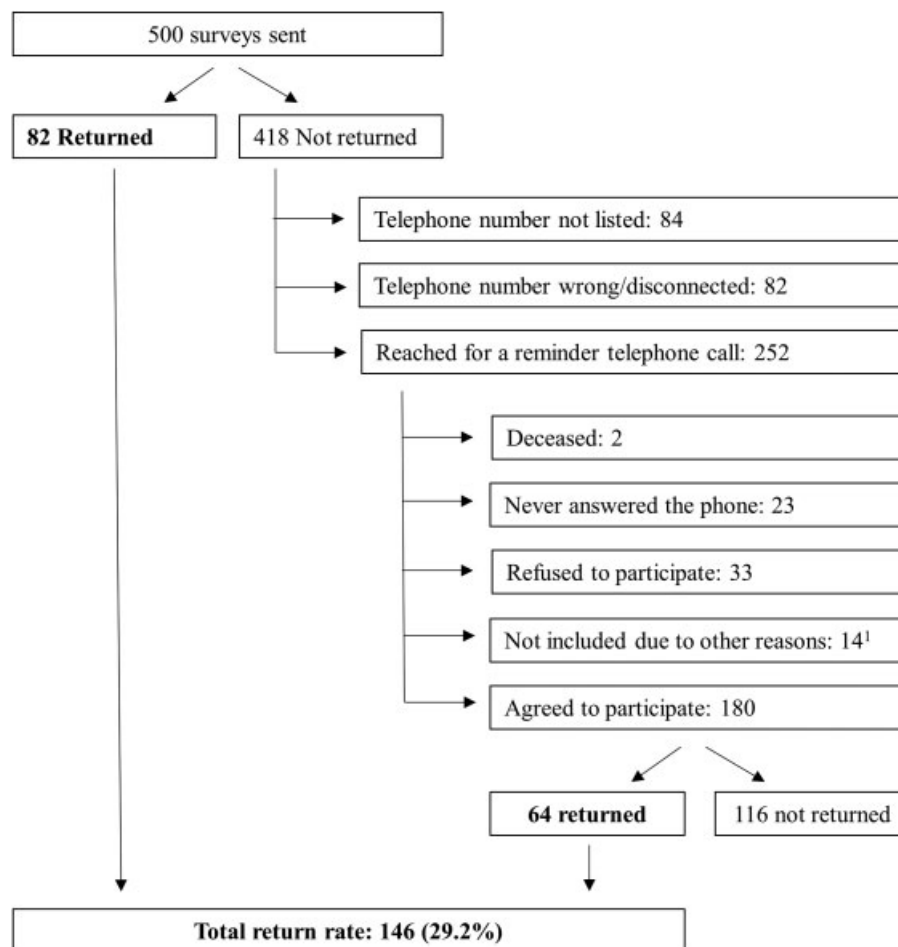 500 surveys sent
82 Returned
418 Not returned
Telephone number not listed: 84
Telephone number wrong/disconnected: 82
Reached for a reminder telephone call: 252
Deceased: 2
Never answered the phone: 23
Refused to participate: 33
Not included due to other reasons: 14¹
Agreed to participate: 180
64 returned
116 not returned
Total return rate: 146 (29.2%)